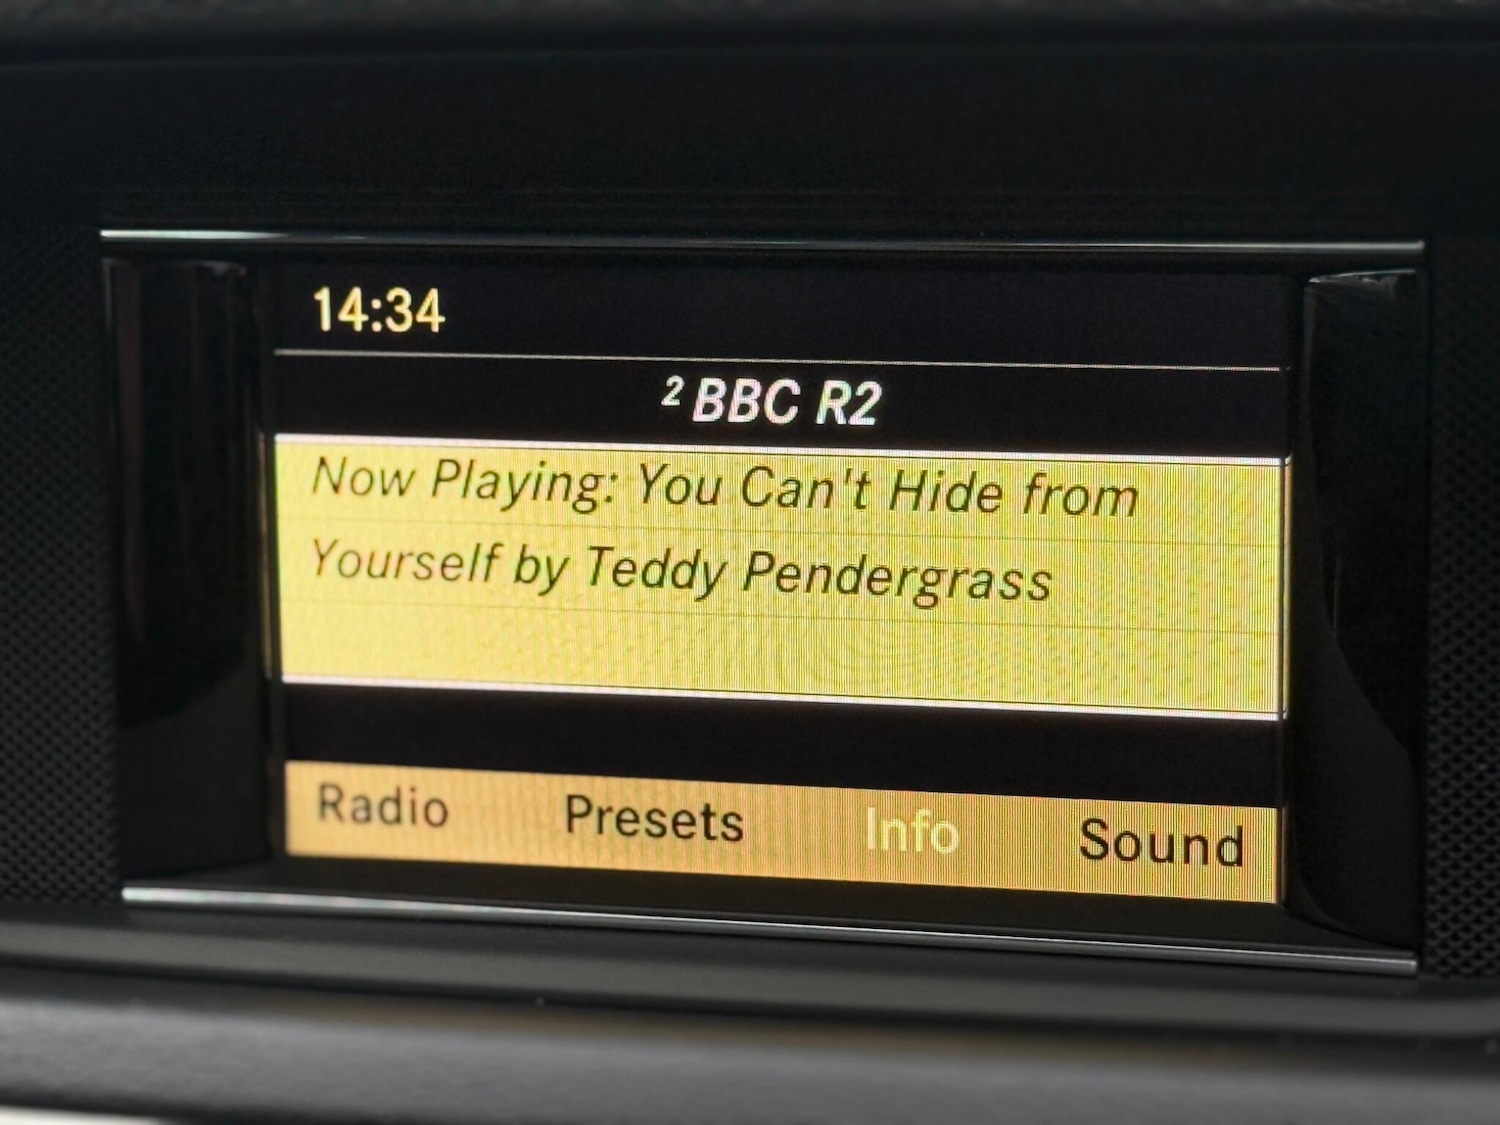 14:34
2 BBC R2
Now Playing: You Can't Hide from
Yourself by Teddy Pendergrass
Radio Presets Info Sound